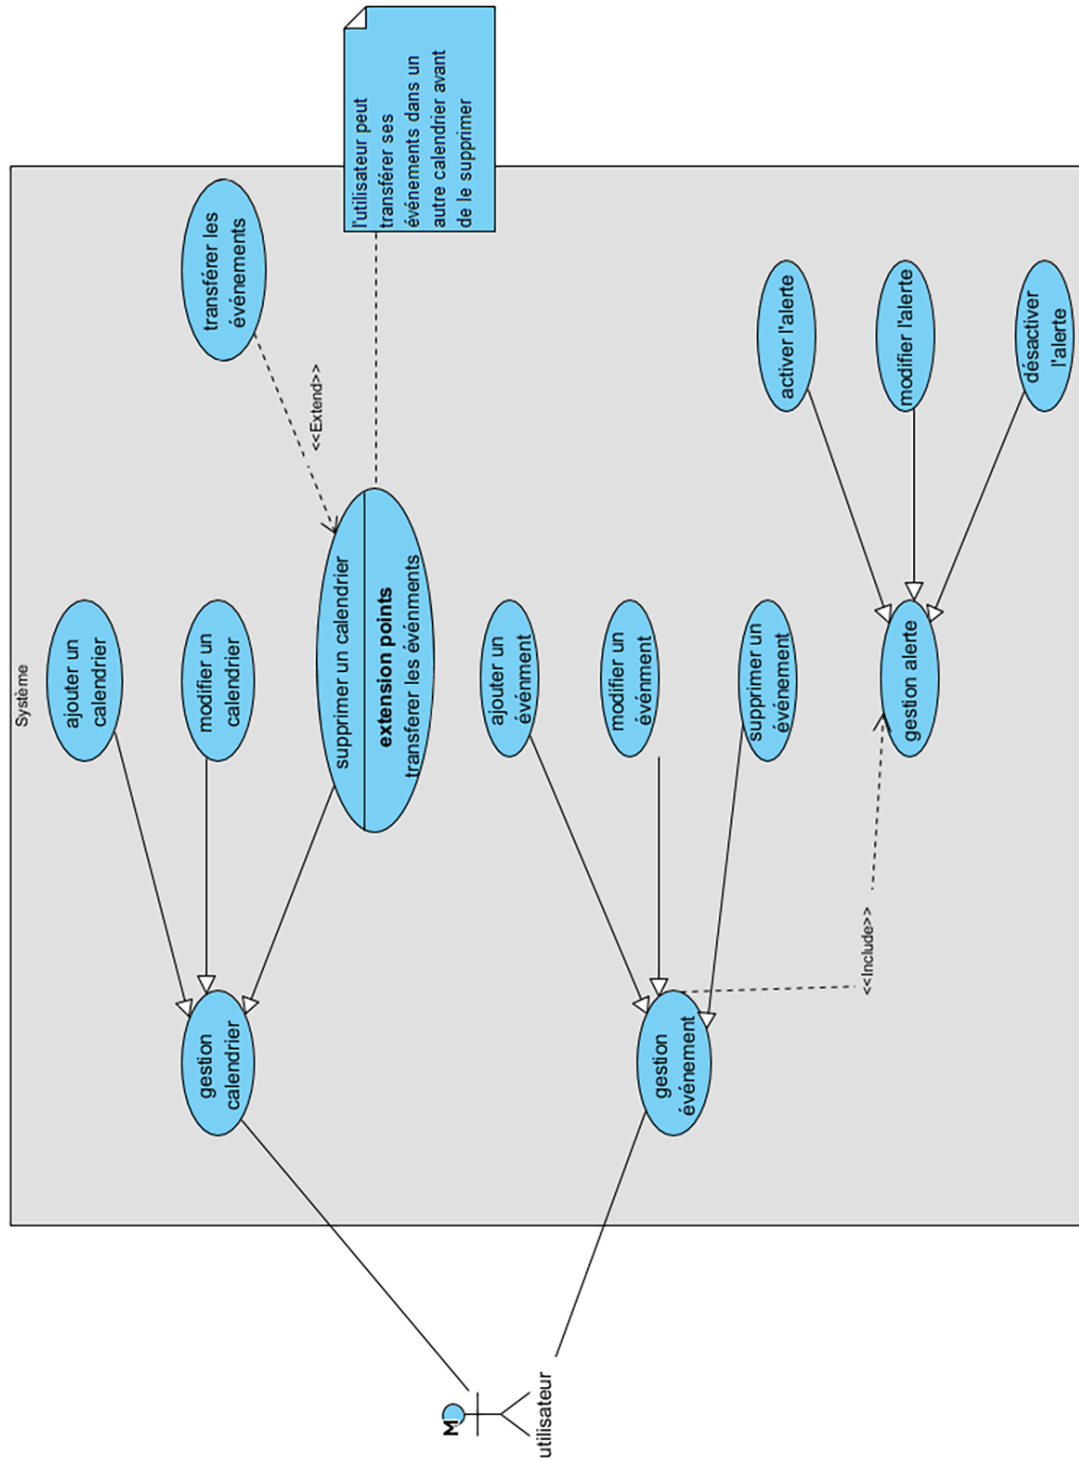 Système
ajouter un
calendrier
modifier un
calendrier
gestion
calendrier
transférer les
événements
<<Extend>>
supprimer un calendrier
extension points
transferer les événments
l'utilisateur peut
transférer ses
événements dans un
autre calendrier avant
de le supprimer
M
utilisateur
ajouter un
événment
modifier un
événment
gestion
événement
supprimer un
événement
<<Include>>
gestion alerte
activer l'alerte
modifier l'alerte
désactiver
l'alerte